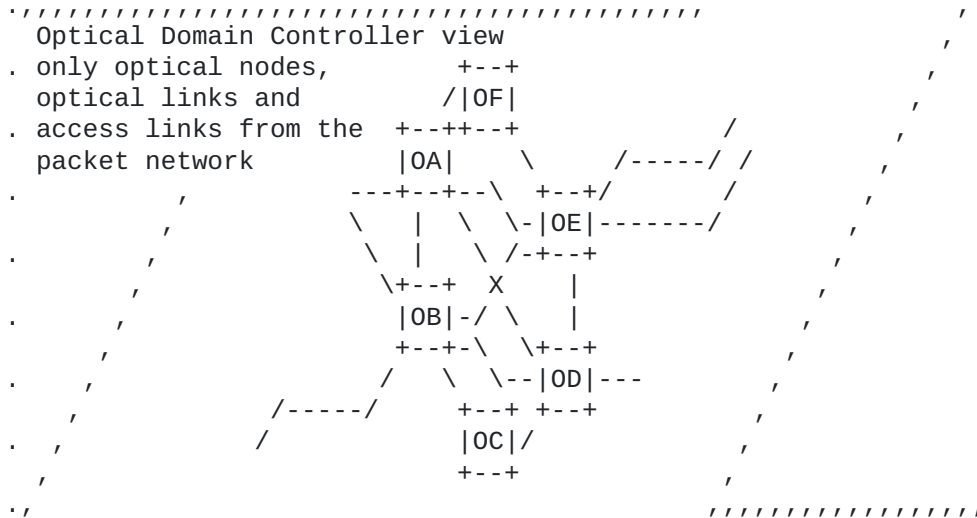 Optical Domain Controller view
only optical nodes,
optical links and
access links from the
packet network
OF
OA
OE
OB
OD
OC